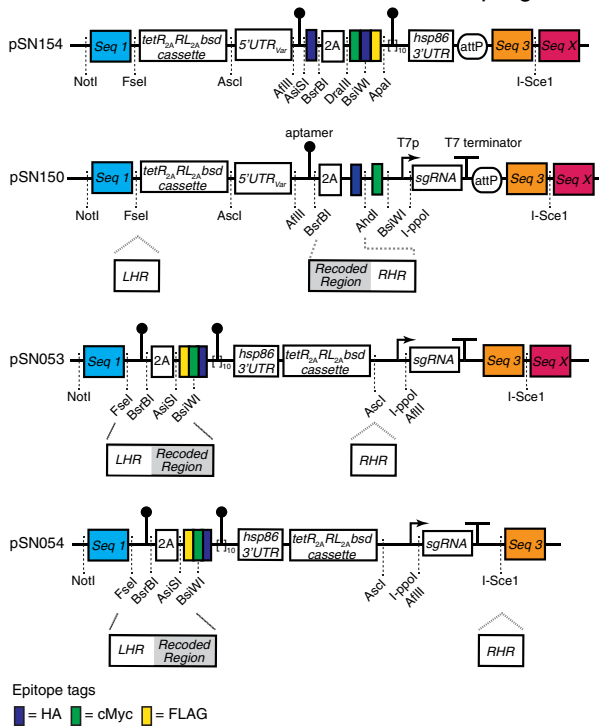 pSN154
Seq 1
tetR2ARL2Absd
cassette
5'UTRVar
2A
[ ]10
hsp86
3'UTR
attP
Seq 3
Seq X
NotI
FseI
AscI
AflII
AsiSI
BsrBI
DraIII
BsiWI
ApaI
I-Sce1
pSN150
Seq 1
tetR2ARL2Absd
cassette
5'UTRVar
aptamer
2A
T7p
sgRNA
T7 terminator
attP
Seq 3
Seq X
NotI
FseI
AscI
AflII
BsrBI
AhdI
BsiWI
I-ppoI
I-Sce1
LHR
Recoded
Region
RHR
pSN053
Seq 1
2A
[ ]10
hsp86
3'UTR
tetR2ARL2Absd
cassette
sgRNA
Seq 3
Seq X
NotI
FseI
BsrBI
AsiSI
BsiWI
AscI
I-ppoI
AflII
I-Sce1
LHR
Recoded
Region
RHR
pSN054
Seq 1
2A
[ ]10
hsp86
3'UTR
tetR2ARL2Absd
cassette
sgRNA
Seq 3
NotI
FseI
BsrBI
AsiSI
BsiWI
AscI
I-ppoI
AflII
I-Sce1
LHR
Recoded
Region
RHR
Epitope tags
= HA = cMyc = FLAG